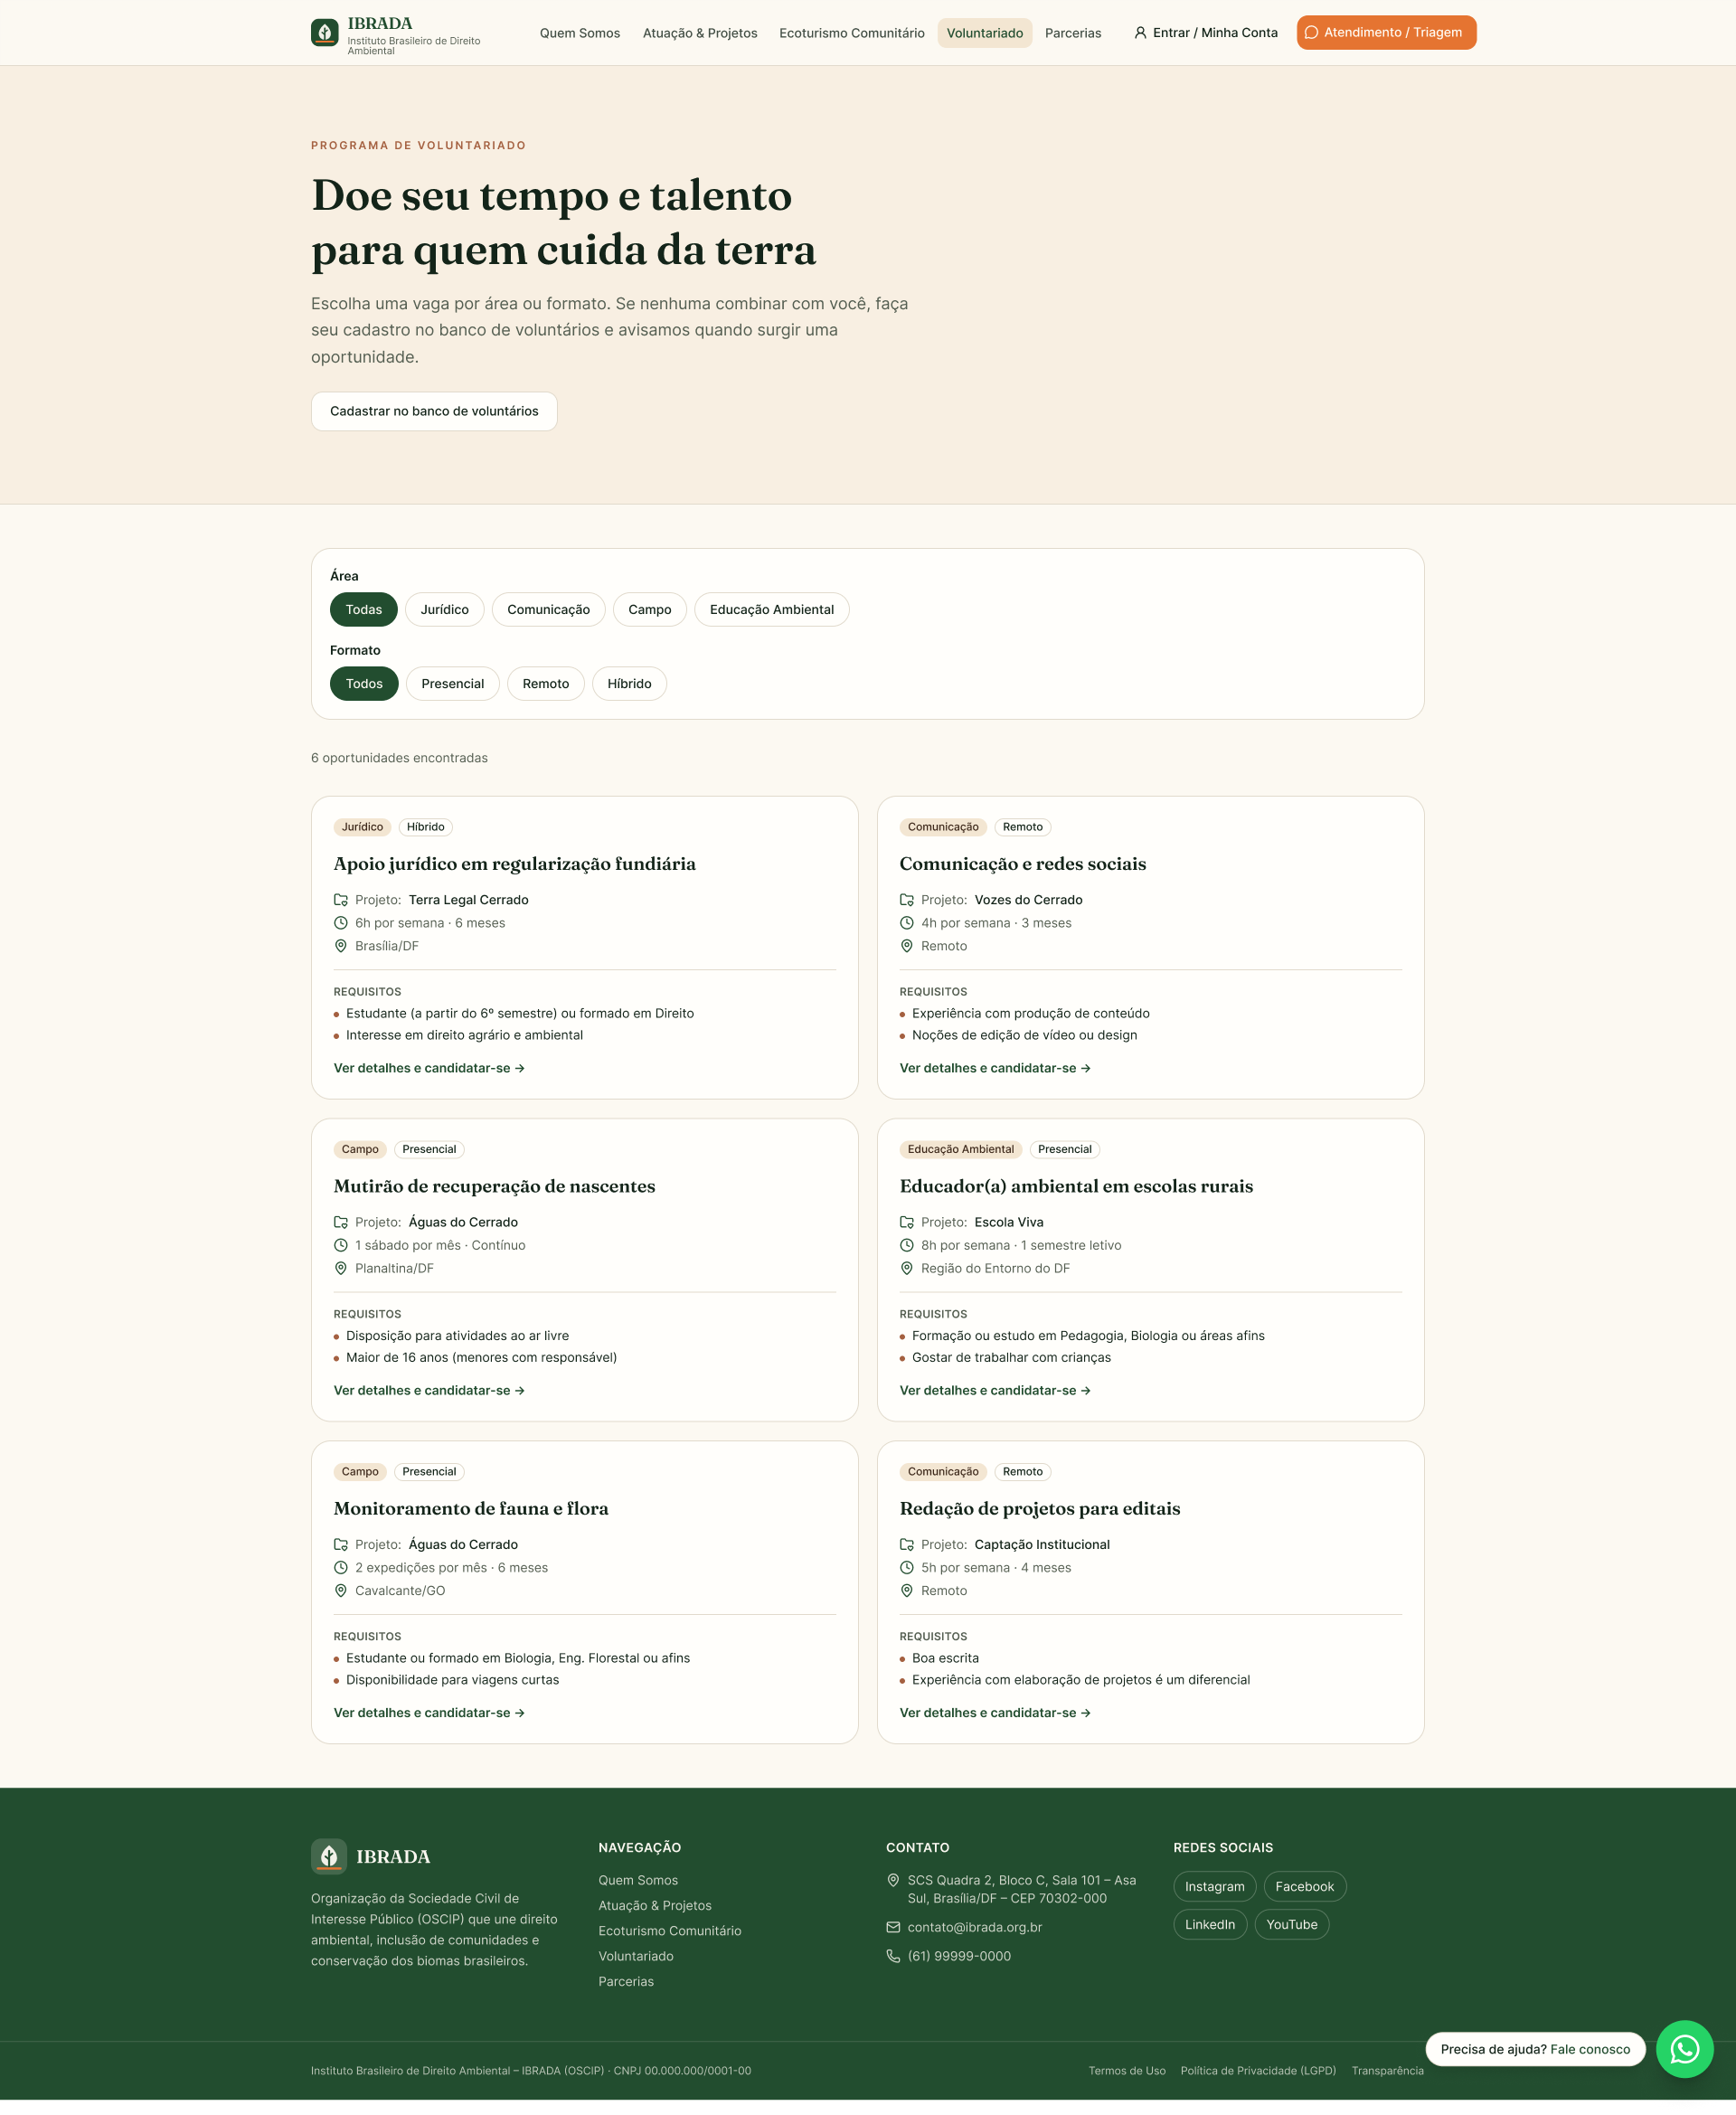 IBRADA
Instituto Brasileiro de Direito
Ambiental
Quem Somos
Atuação & Projetos
Ecoturismo Comunitário
Voluntariado
Parcerias
Entrar / Minha Conta
Atendimento / Triagem
PROGRAMA DE VOLUNTARIADO
Doe seu tempo e talento
para quem cuida da terra
Escolha uma vaga por área ou formato. Se nenhuma combinar com você, faça
seu cadastro no banco de voluntários e avisamos quando surgir uma
oportunidade.
Cadastrar no banco de voluntários
Área
Todas
Jurídico
Comunicação
Campo
Educação Ambiental
Formato
Todos
Presencial
Remoto
Híbrido
6 oportunidades encontradas
Jurídico
Híbrido
Apoio jurídico em regularização fundiária
Projeto: Terra Legal Cerrado
6h por semana · 6 meses
Brasília/DF
REQUISITOS
Estudante (a partir do 6º semestre) ou formado em Direito
Interesse em direito agrário e ambiental
Ver detalhes e candidatar-se →
Comunicação
Remoto
Comunicação e redes sociais
Projeto: Vozes do Cerrado
4h por semana · 3 meses
Remoto
REQUISITOS
Experiência com produção de conteúdo
Noções de edição de vídeo ou design
Ver detalhes e candidatar-se →
Campo
Presencial
Mutirão de recuperação de nascentes
Projeto: Águas do Cerrado
1 sábado por mês · Contínuo
Planaltina/DF
REQUISITOS
Disposição para atividades ao ar livre
Maior de 16 anos (menores com responsável)
Ver detalhes e candidatar-se →
Educação Ambiental
Presencial
Educador(a) ambiental em escolas rurais
Projeto: Escola Viva
8h por semana · 1 semestre letivo
Região do Entorno do DF
REQUISITOS
Formação ou estudo em Pedagogia, Biologia ou áreas afins
Gostar de trabalhar com crianças
Ver detalhes e candidatar-se →
Campo
Presencial
Monitoramento de fauna e flora
Projeto: Águas do Cerrado
2 expedições por mês · 6 meses
Cavalcante/GO
REQUISITOS
Estudante ou formado em Biologia, Eng. Florestal ou afins
Disponibilidade para viagens curtas
Ver detalhes e candidatar-se →
Comunicação
Remoto
Redação de projetos para editais
Projeto: Captação Institucional
5h por semana · 4 meses
Remoto
REQUISITOS
Boa escrita
Experiência com elaboração de projetos é um diferencial
Ver detalhes e candidatar-se →
IBRADA
Organização da Sociedade Civil de
Interesse Público (OSCIP) que une direito
ambiental, inclusão de comunidades e
conservação dos biomas brasileiros.
NAVEGAÇÃO
Quem Somos
Atuação & Projetos
Ecoturismo Comunitário
Voluntariado
Parcerias
CONTATO
SCS Quadra 2, Bloco C, Sala 101 – Asa
Sul, Brasília/DF – CEP 70302-000
contato@ibrada.org.br
(61) 99999-0000
REDES SOCIAIS
Instagram
Facebook
LinkedIn
YouTube
Precisa de ajuda? Fale conosco
Instituto Brasileiro de Direito Ambiental – IBRADA (OSCIP) · CNPJ 00.000.000/0001-00
Termos de Uso
Política de Privacidade (LGPD)
Transparência